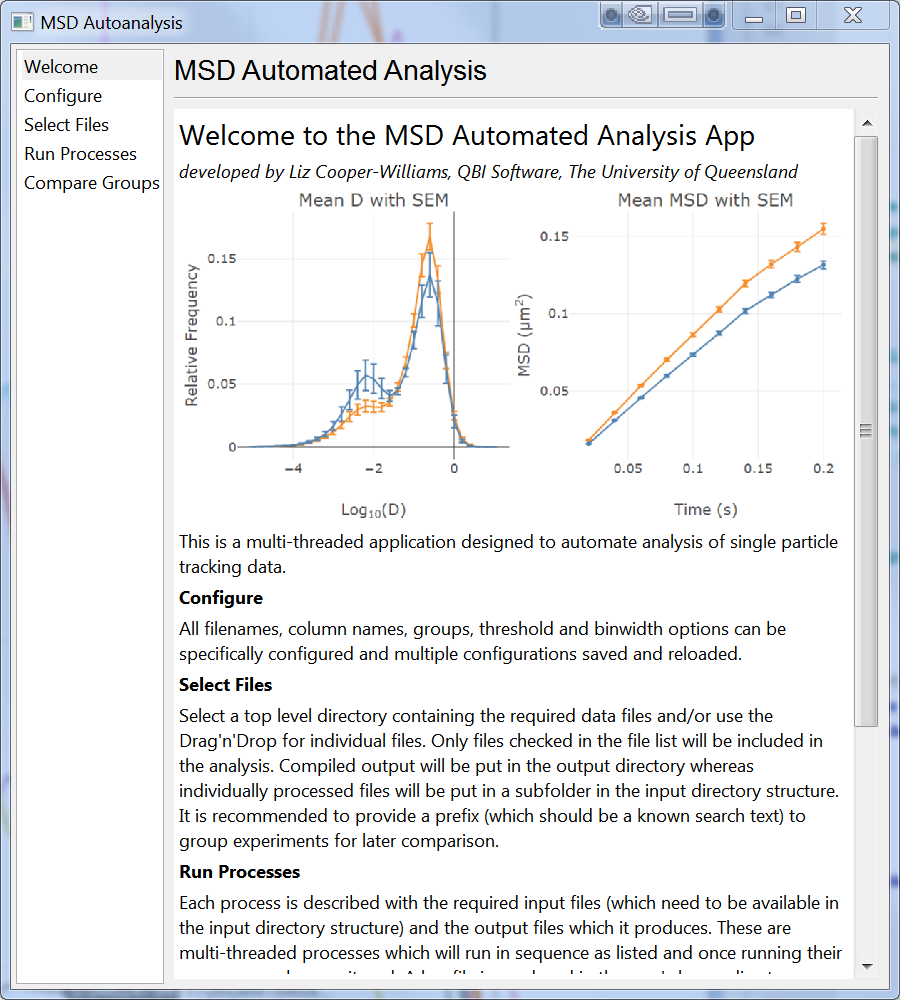 MSD Autoanalysis
Welcome
Configure
Select Files
Run Processes
Compare Groups
MSD Automated Analysis
Welcome to the MSD Automated Analysis App
developed by Liz Cooper-Williams, QBI Software, The University of Queensland
Mean D with SEM
Relative Frequency
0.15
0.1
0.05
0
−4
−2
0
Log₁₀(D)
Mean MSD with SEM
MSD (μm²)
0.15
0.1
0.05
0.05
0.1
0.15
0.2
Time (s)
This is a multi-threaded application designed to automate analysis of single particle
tracking data.
Configure
All filenames, column names, groups, threshold and binwidth options can be
specifically configured and multiple configurations saved and reloaded.
Select Files
Select a top level directory containing the required data files and/or use the
Drag'n'Drop for individual files. Only files checked in the file list will be included in
the analysis. Compiled output will be put in the output directory whereas
individually processed files will be put in a subfolder in the input directory structure.
It is recommended to provide a prefix (which should be a known search text) to
group experiments for later comparison.
Run Processes
Each process is described with the required input files (which need to be available in
the input directory structure) and the output files which it produces. These are
multi-threaded processes which will run in sequence as listed and once running their